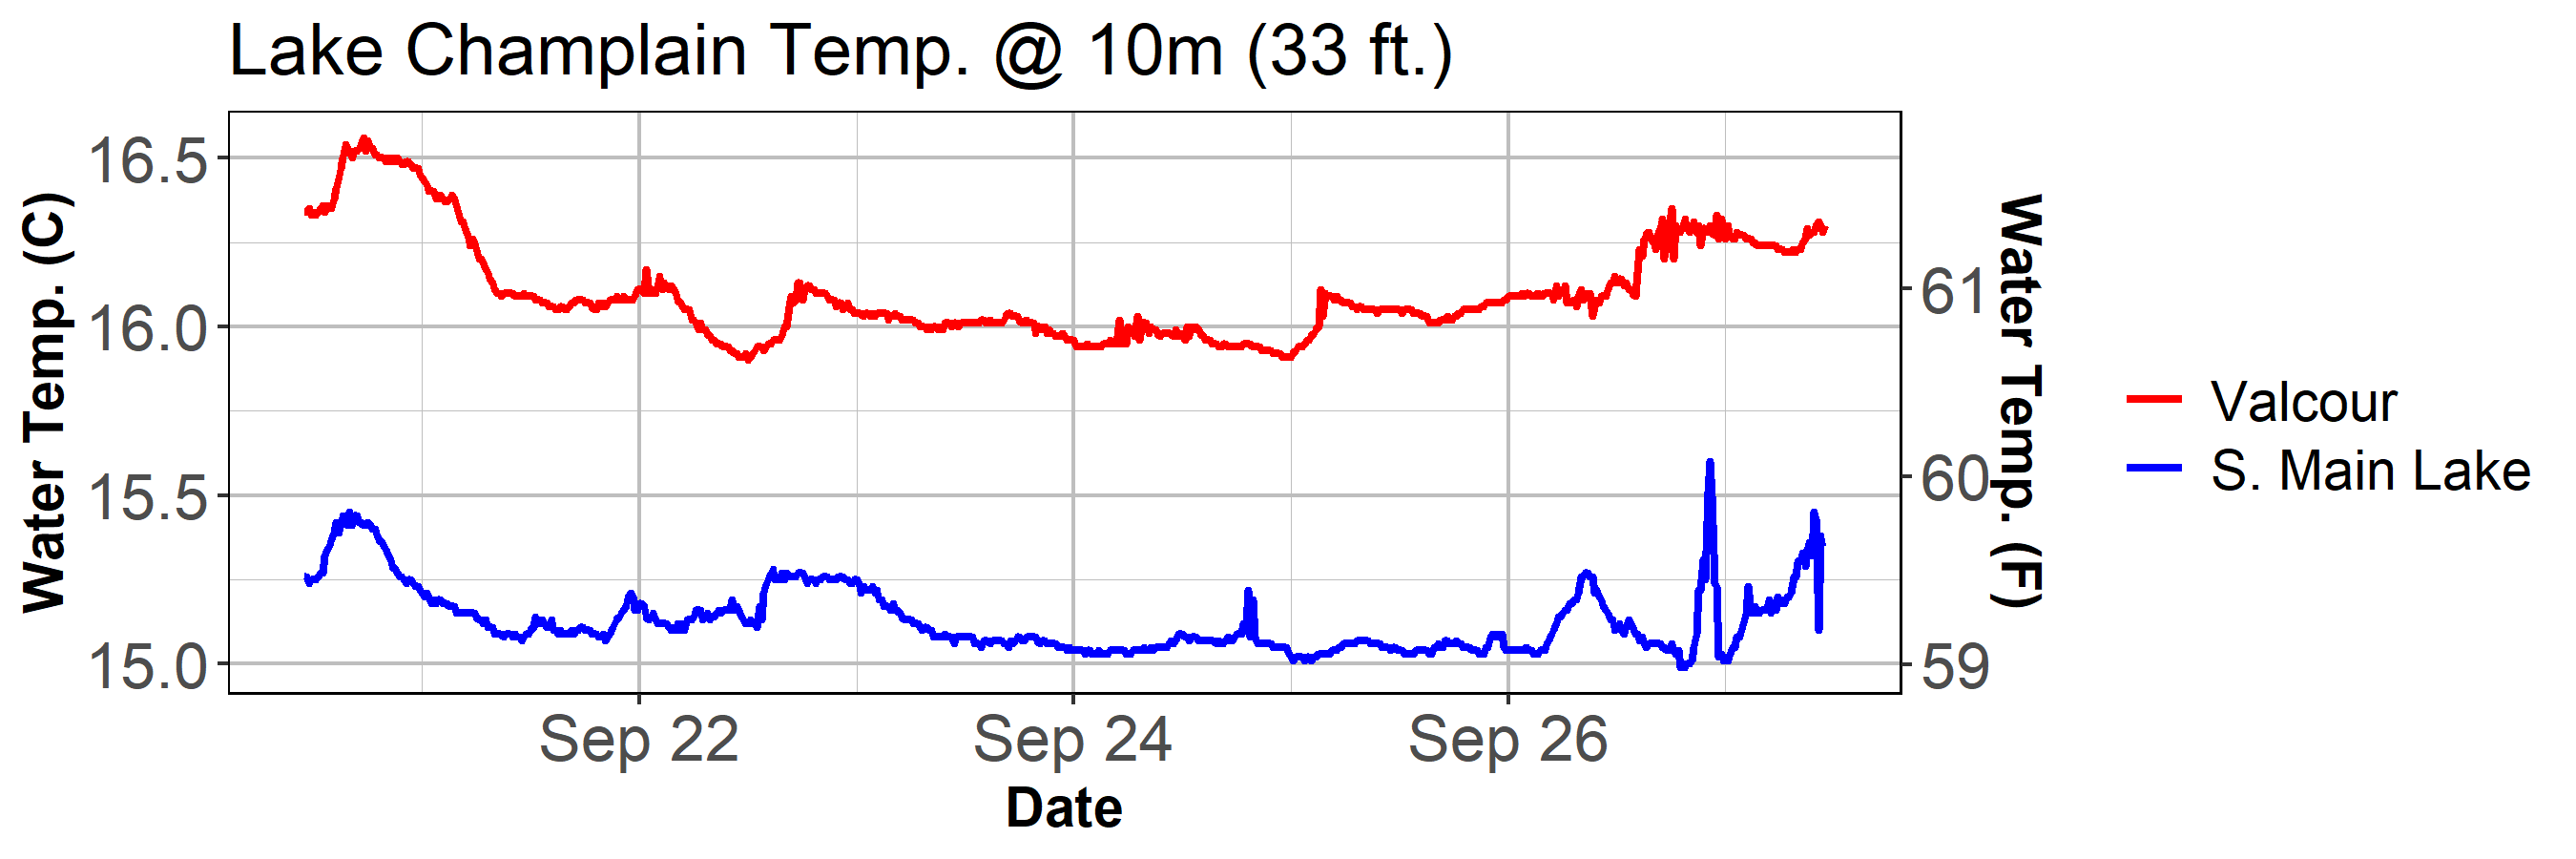 Lake Champlain Temp. @ 10m (33 ft.)
Water Temp. (C)
16.5
16.0
15.5
15.0
61
60
59
Water Temp. (F)
Sep 22
Sep 24
Sep 26
Date
Valcour
S. Main Lake